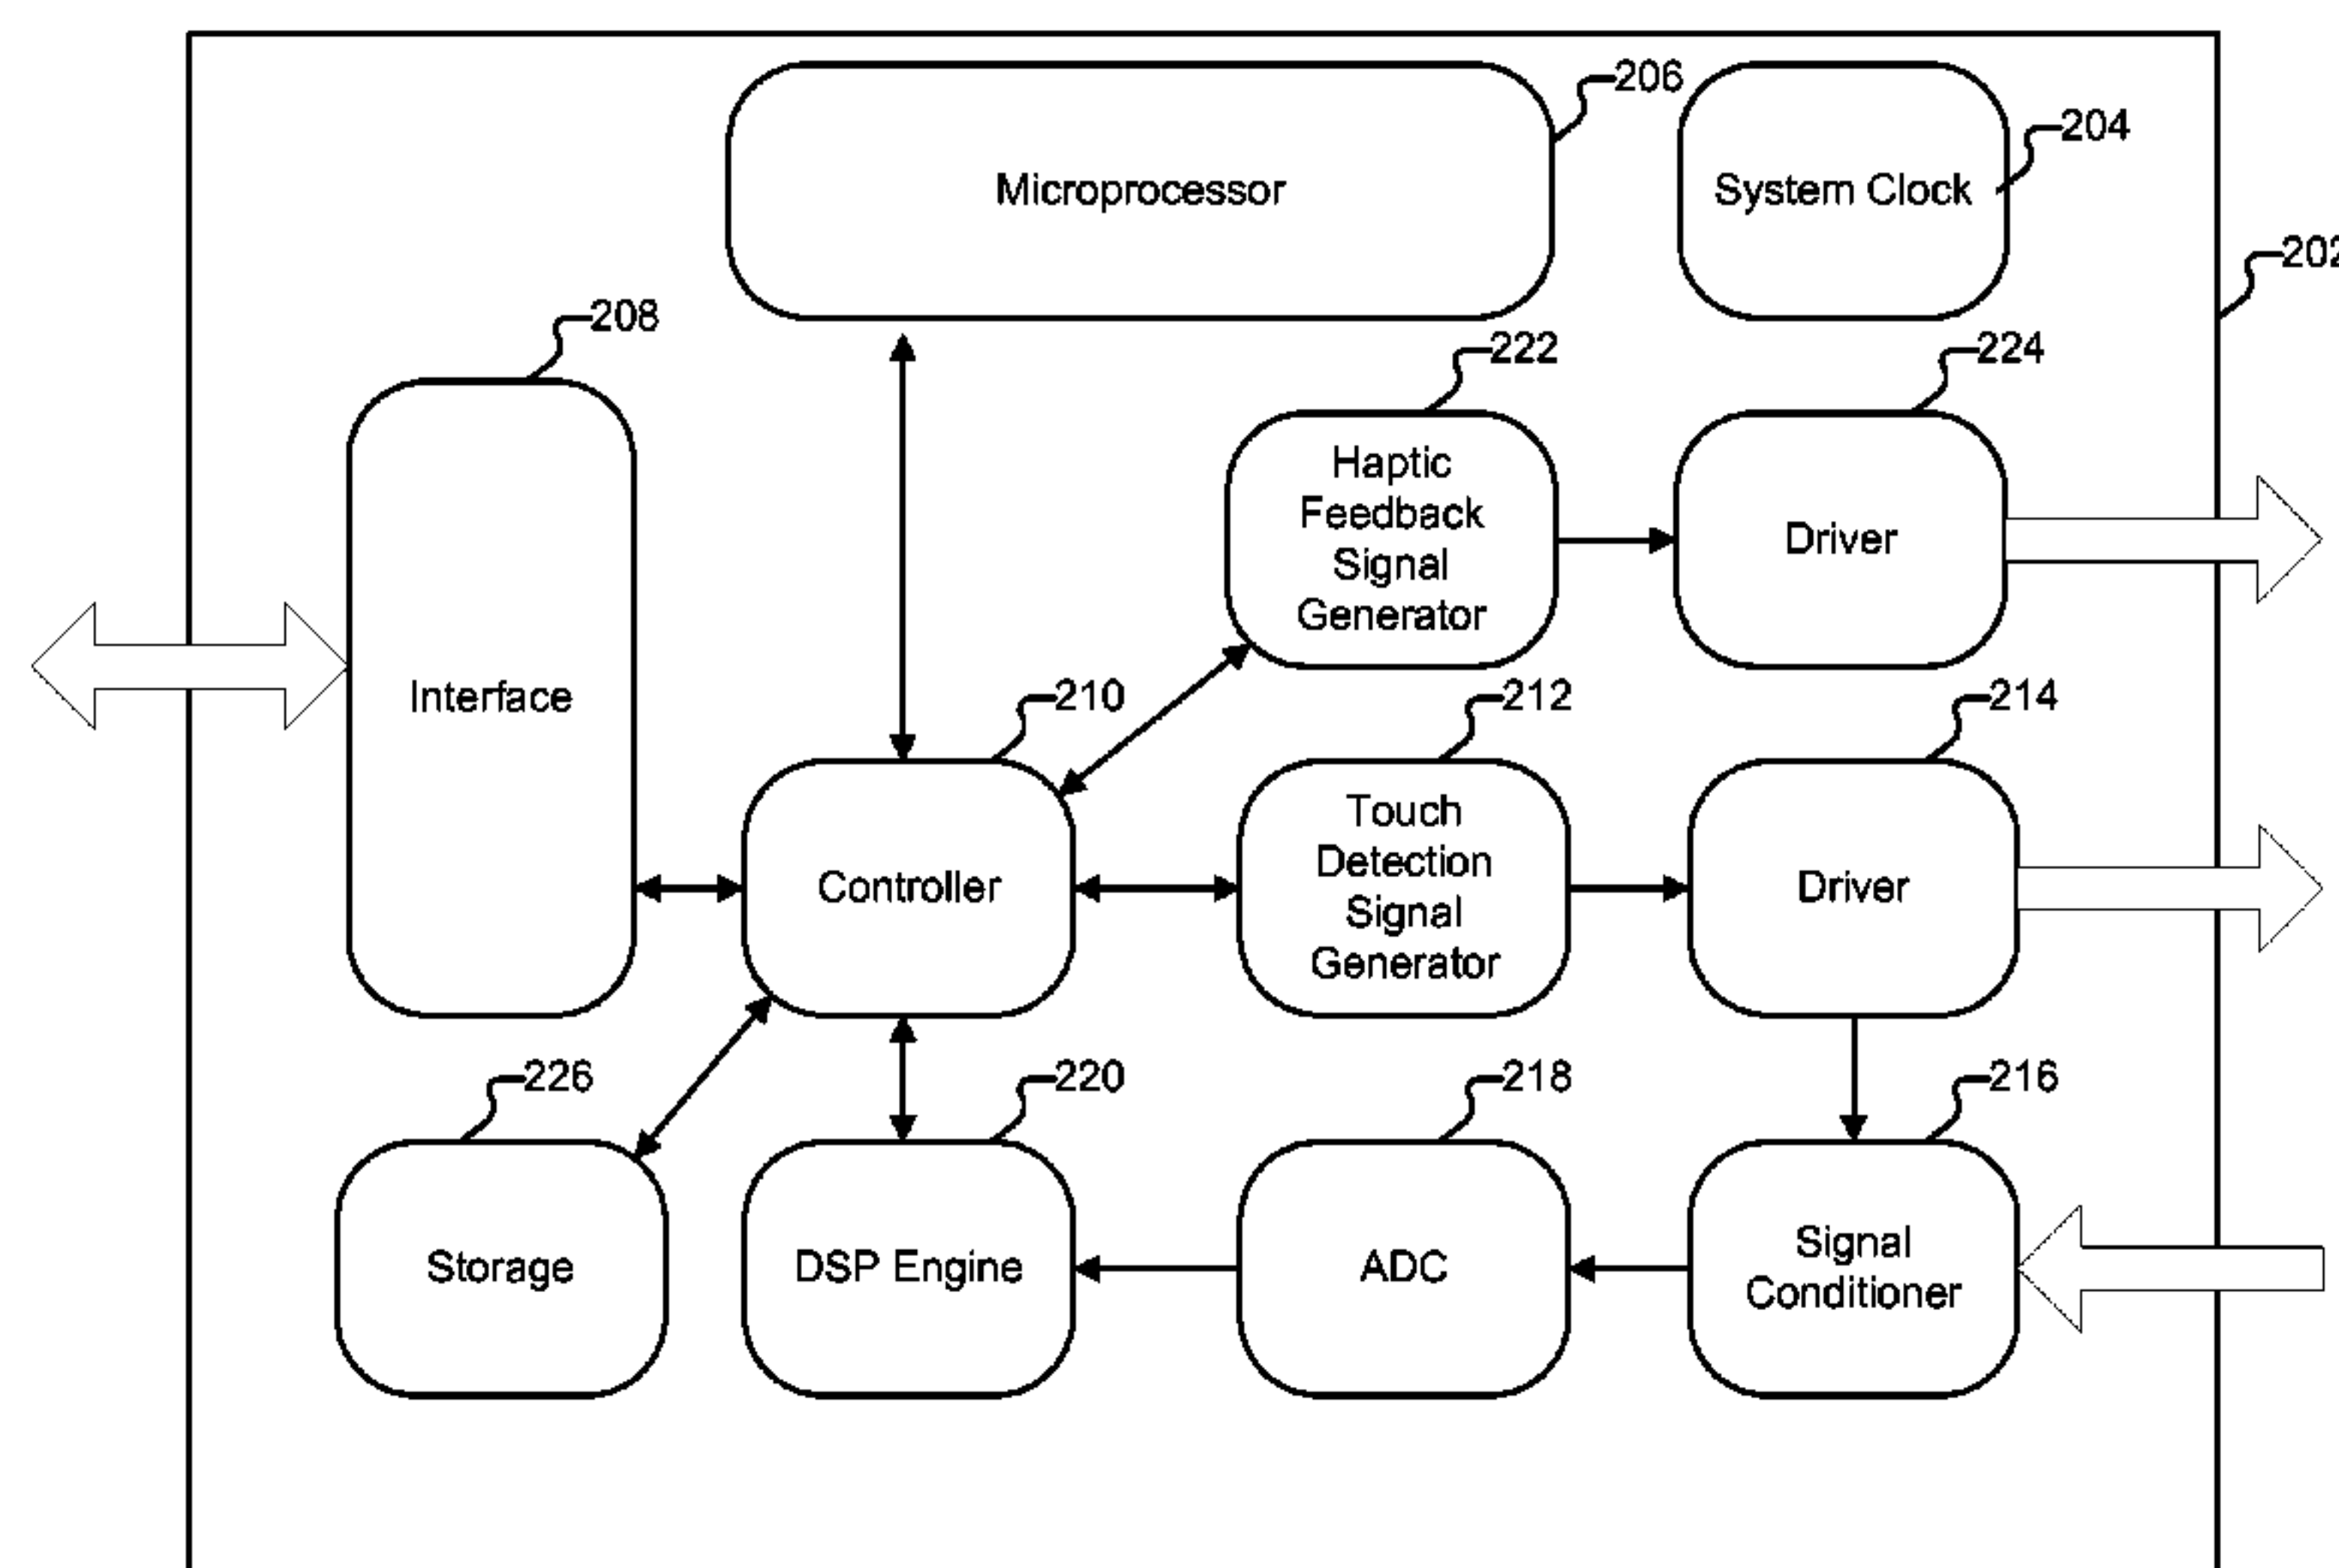 206
204
Microprocessor
System Clock
202
208
222
224
Haptic
Feedback
Signal
Generator
Driver
Interface
210
212
214
Touch
Detection
Signal
Generator
Controller
Driver
226
220
218
216
Storage
DSP Engine
ADC
Signal
Conditioner